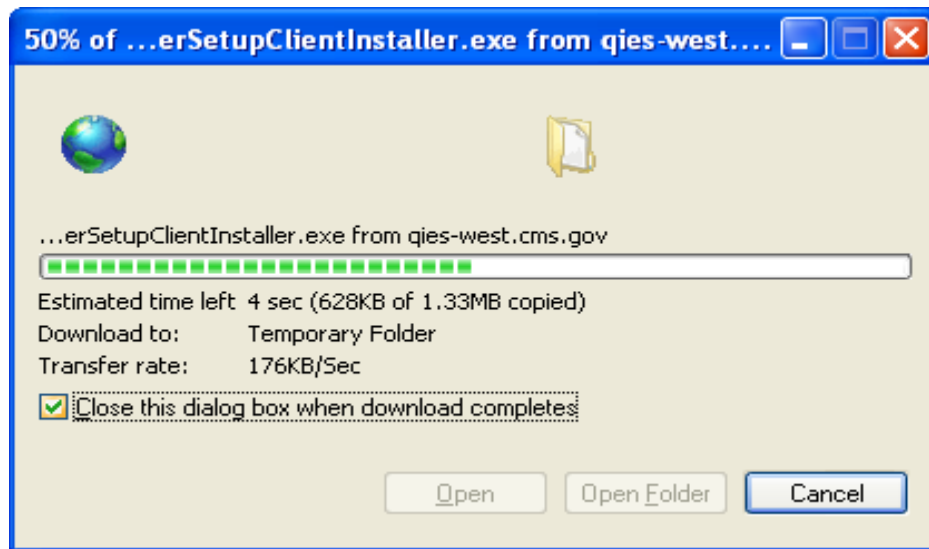 50% of ...erSetupClientInstaller.exe from qies-west....
...erSetupClientInstaller.exe from qies-west.cms.gov
Estimated time left 4 sec (628KB of 1.33MB copied)
Download to: Temporary Folder
Transfer rate: 176KB/Sec
Close this dialog box when download completes
Open Open Folder Cancel